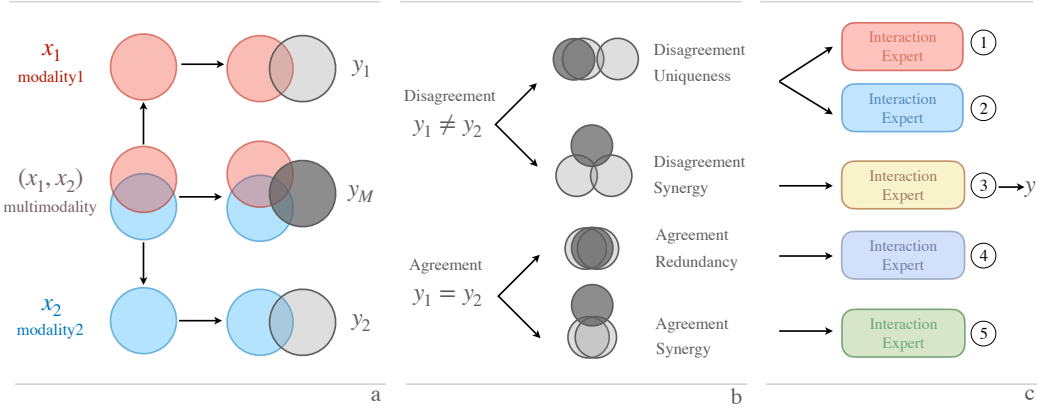 x₁
modality1
y₁
(x₁, x₂)
multimodality
y_M
x₂
modality2
y₂
a
Disagreement
y₁ ≠ y₂
Disagreement
Uniqueness
Disagreement
Synergy
Agreement
y₁ = y₂
Agreement
Redundancy
Agreement
Synergy
b
Interaction
Expert
①
Interaction
Expert
②
Interaction
Expert
③
y
Interaction
Expert
④
Interaction
Expert
⑤
c